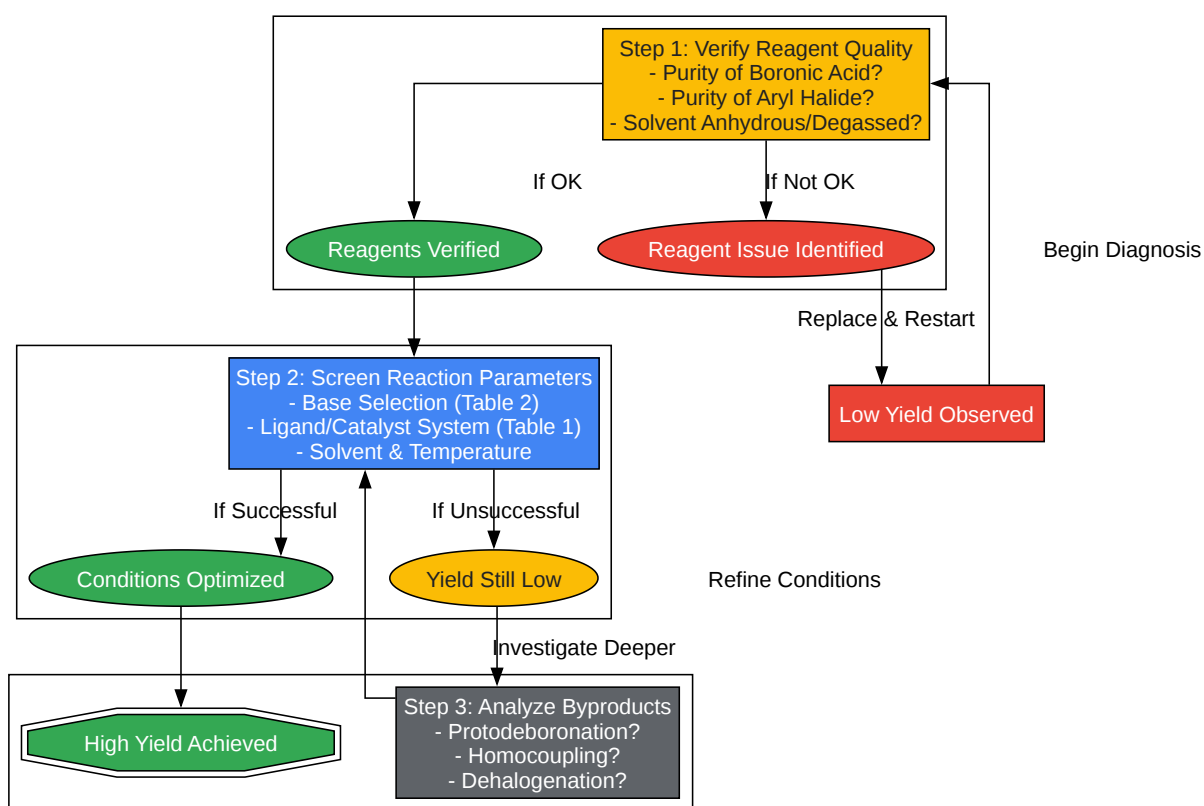 Step 1: Verify Reagent Quality
- Purity of Boronic Acid?
- Purity of Aryl Halide?
- Solvent Anhydrous/Degassed?
If OK
If Not OK
Reagents Verified
Reagent Issue Identified
Begin Diagnosis
Replace & Restart
Step 2: Screen Reaction Parameters
- Base Selection (Table 2)
- Ligand/Catalyst System (Table 1)
- Solvent & Temperature
Low Yield Observed
If Successful
If Unsuccessful
Conditions Optimized
Yield Still Low
Refine Conditions
Investigate Deeper
High Yield Achieved
Step 3: Analyze Byproducts
- Protodeboronation?
- Homocoupling?
- Dehalogenation?